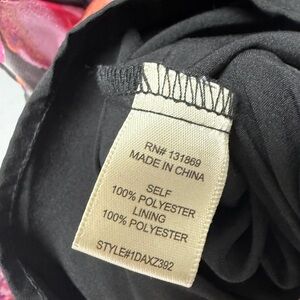 RN# 131869
MADE IN CHINA
SELF
100% POLYESTER
LINING
100% POLYESTER
STYLE#1DAXZ392